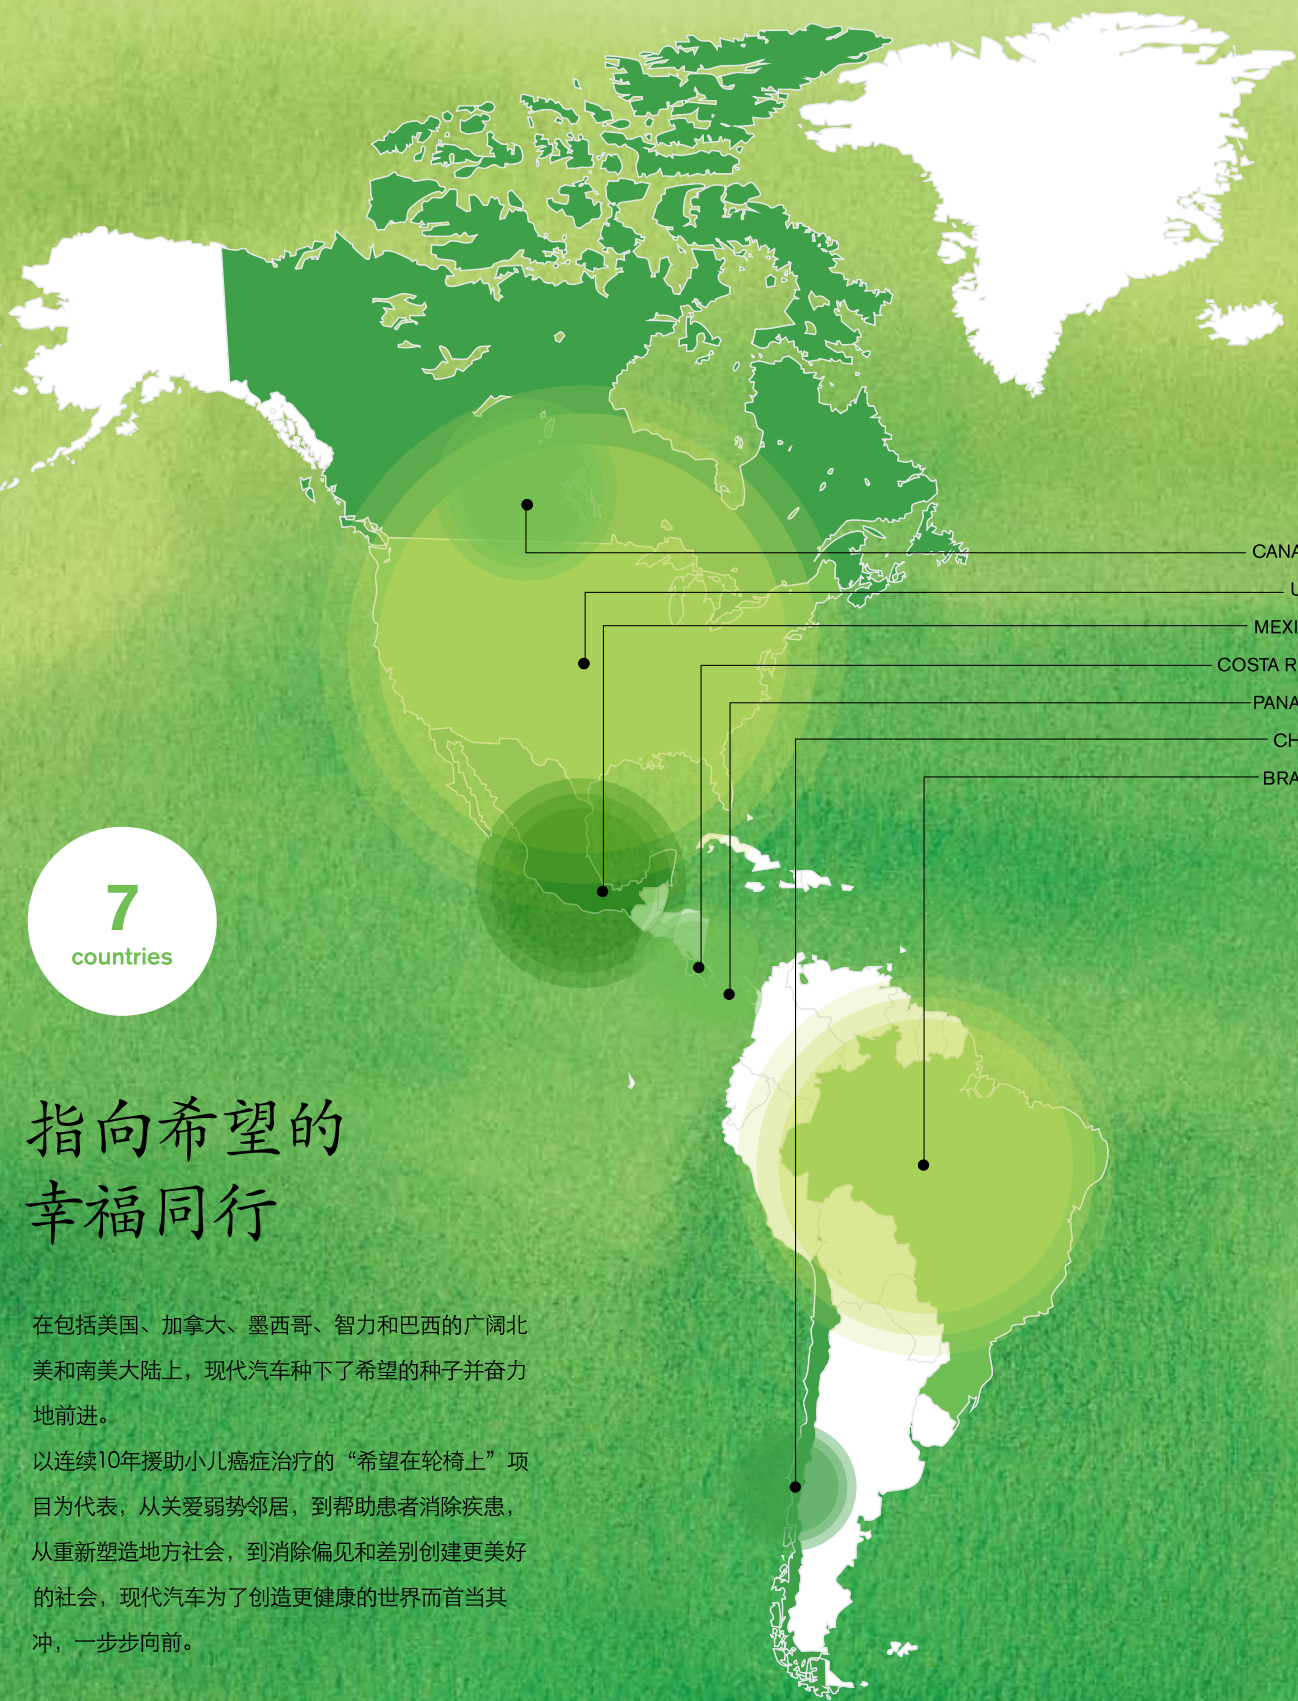 CANA
U
MEXI
COSTA R
PANA
CH
BRA
7
countries
指向希望的
幸福同行
在包括美国、加拿大、墨西哥、智力和巴西的广阔北
美和南美大陆上，现代汽车种下了希望的种子并奋力
地前进。
以连续10年援助小儿癌症治疗的“希望在轮椅上”项
目为代表，从关爱弱势邻居，到帮助患者消除疾患，
从重新塑造地方社会，到消除偏见和差别创建更美好
的社会，现代汽车为了创造更健康的世界而首当其
冲，一步步向前。